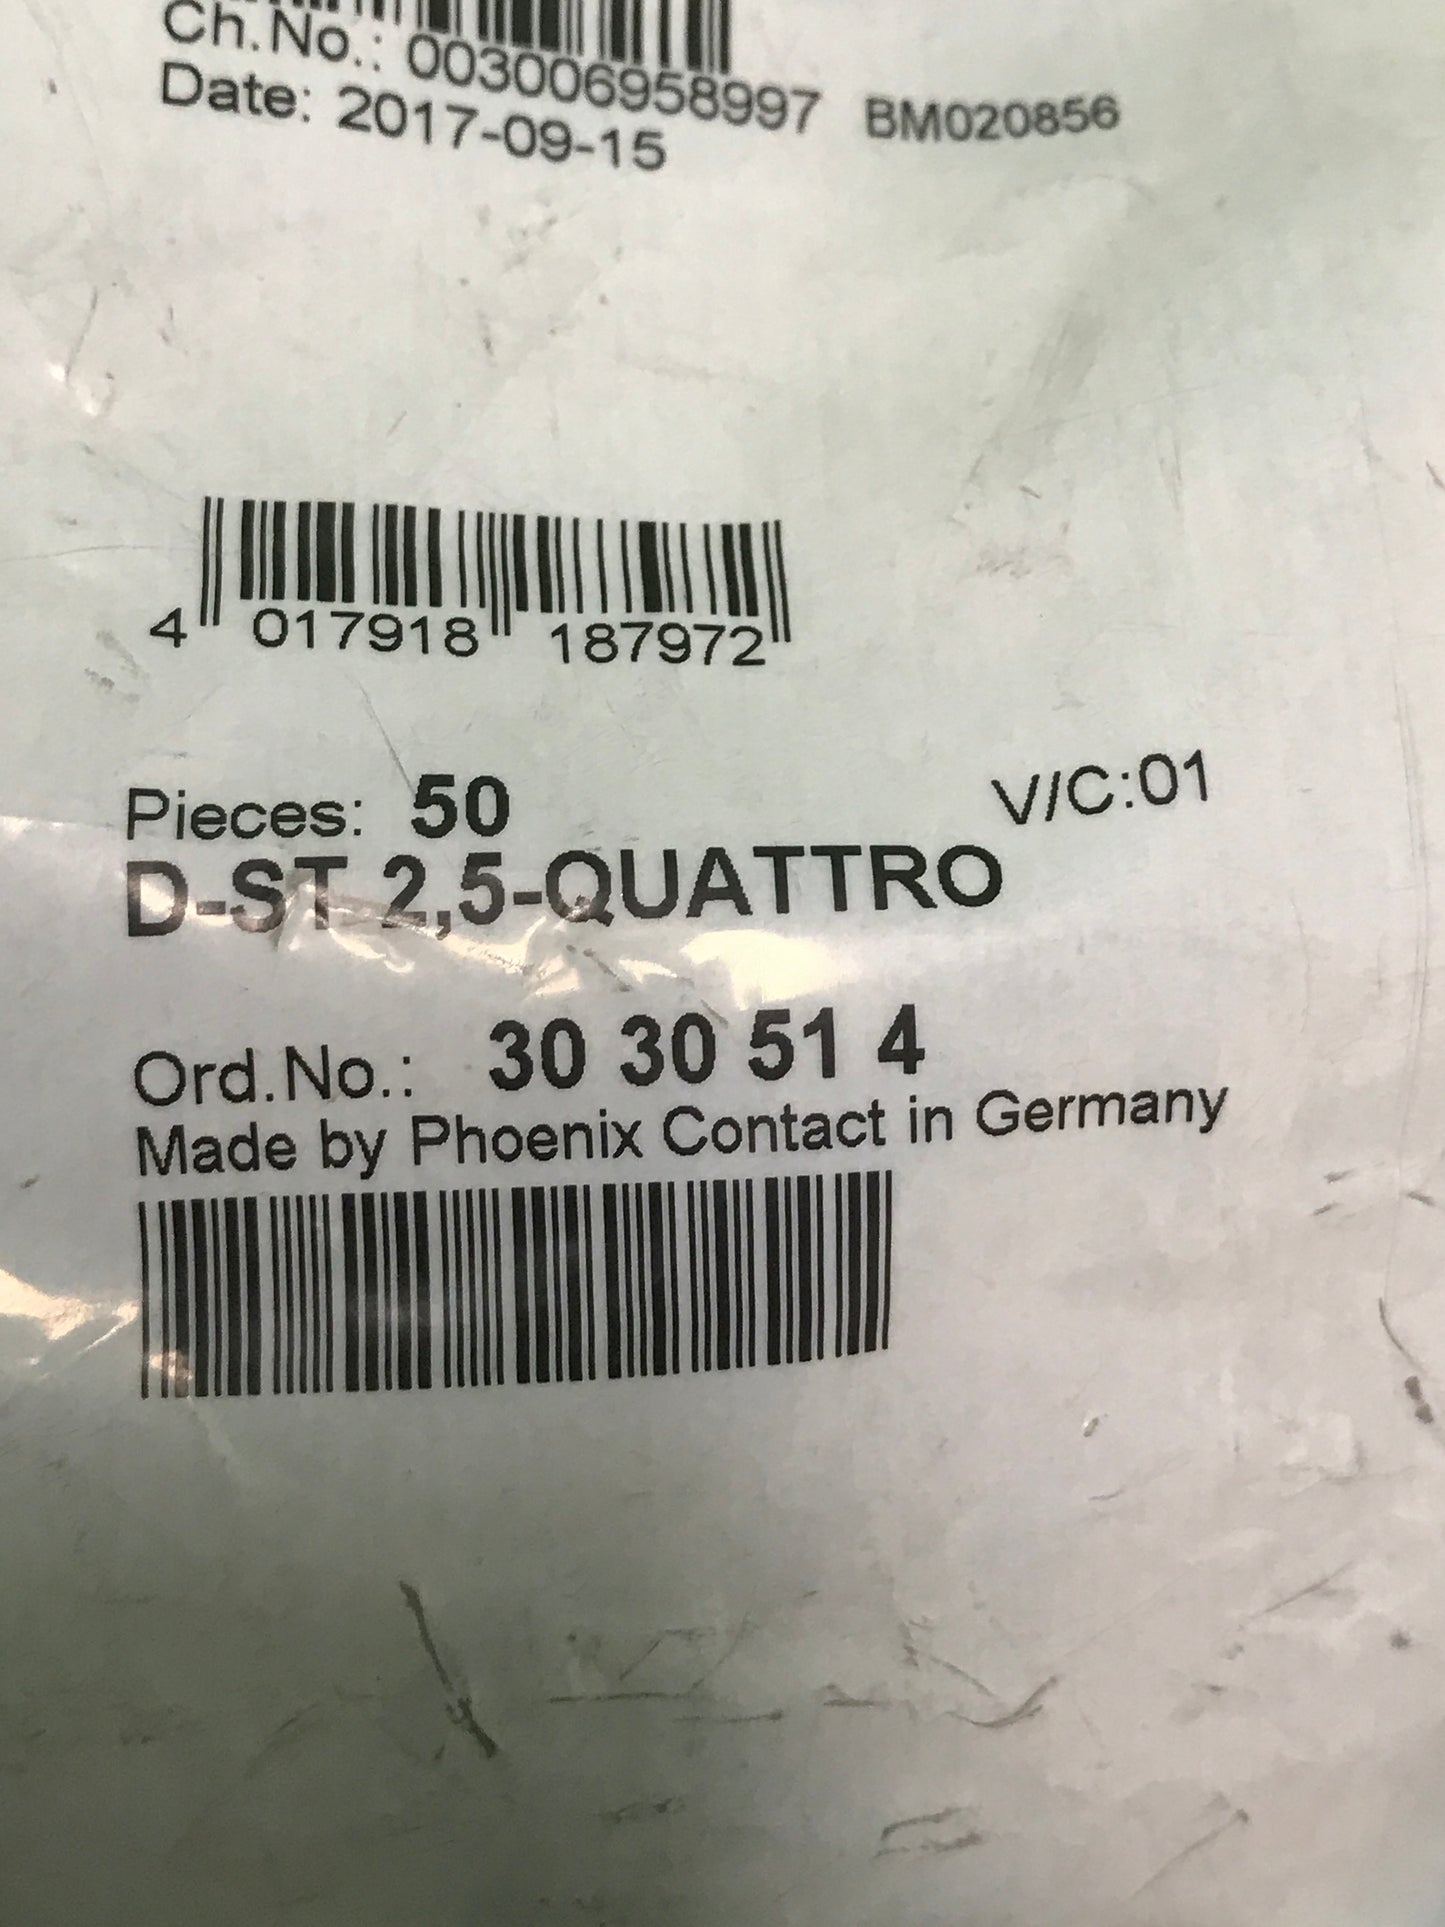 Ch.No.: 003006958997 BM020856
Date: 2017-09-15
4 017918 187972
Pieces: 50 V/C:01
D-ST 2,5-QUATTRO
Ord.No.: 30 30 51 4
Made by Phoenix Contact in Germany